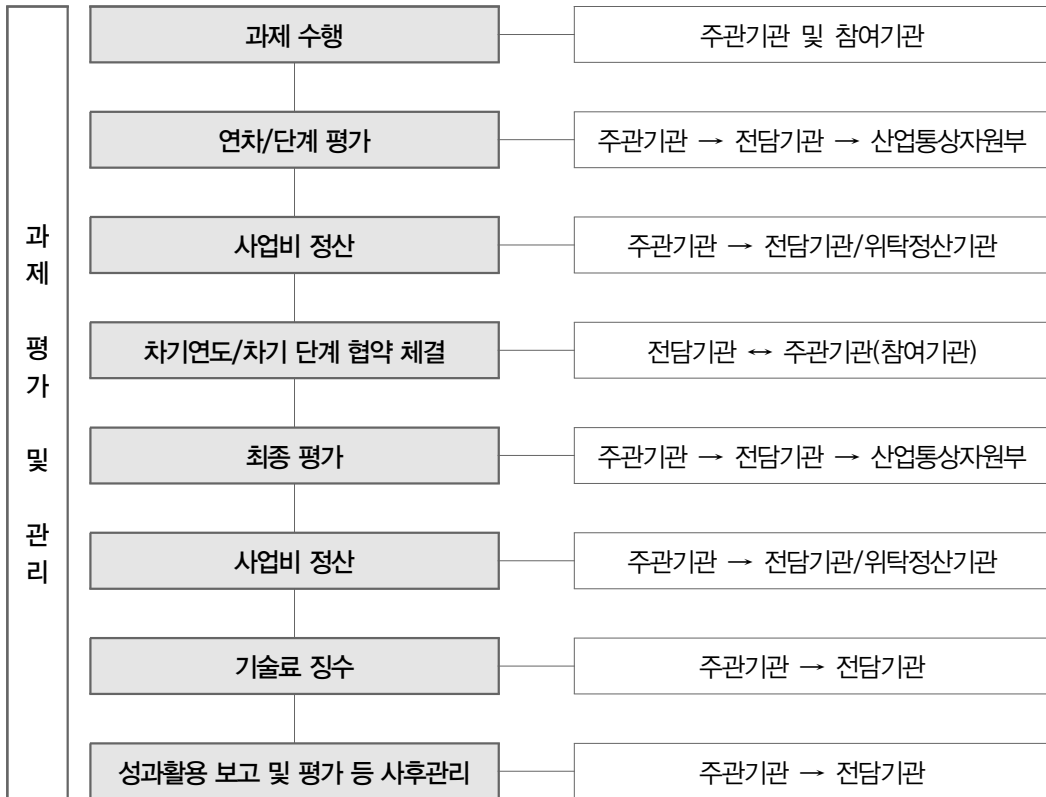 과제 평가 및 관리
과제 수행
주관기관 및 참여기관
연차/단계 평가
주관기관 → 전담기관 → 산업통상자원부
사업비 정산
주관기관 → 전담기관/위탁정산기관
차기연도/차기 단계 협약 체결
전담기관 ↔ 주관기관(참여기관)
최종 평가
주관기관 → 전담기관 → 산업통상자원부
사업비 정산
주관기관 → 전담기관/위탁정산기관
기술료 징수
주관기관 → 전담기관
성과활용 보고 및 평가 등 사후관리
주관기관 → 전담기관